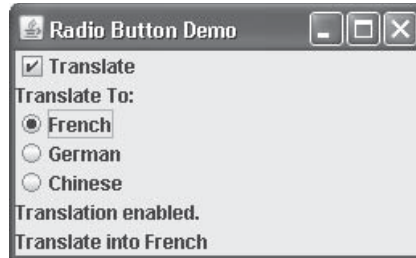 Radio Button Demo
Translate
Translate To:
French
German
Chinese
Translation enabled.
Translate into French